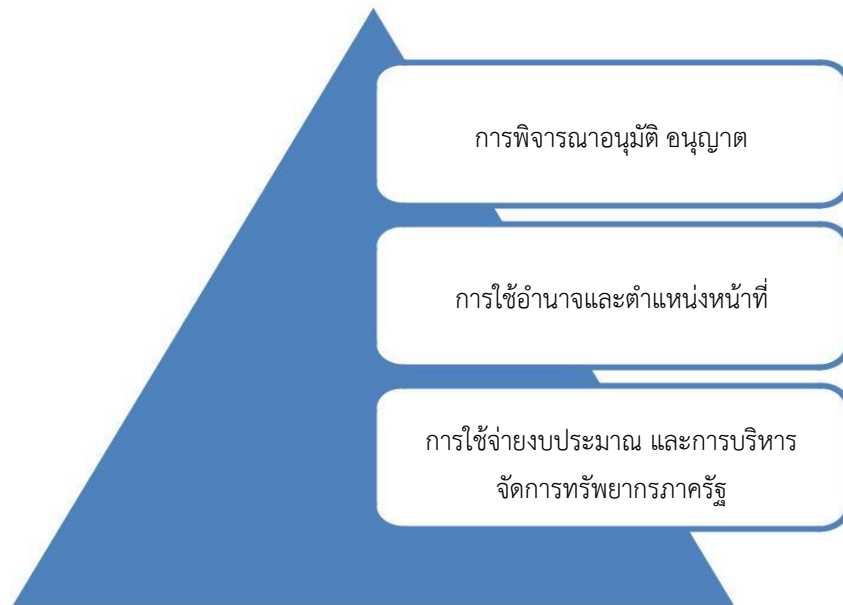 การพิจารณาอนุมัติ อนุญาต
การใช้อำนาจและตำแหน่งหน้าที่
การใช้จ่ายงบประมาณ และการบริหาร
จัดการทรัพยากรภาครัฐ